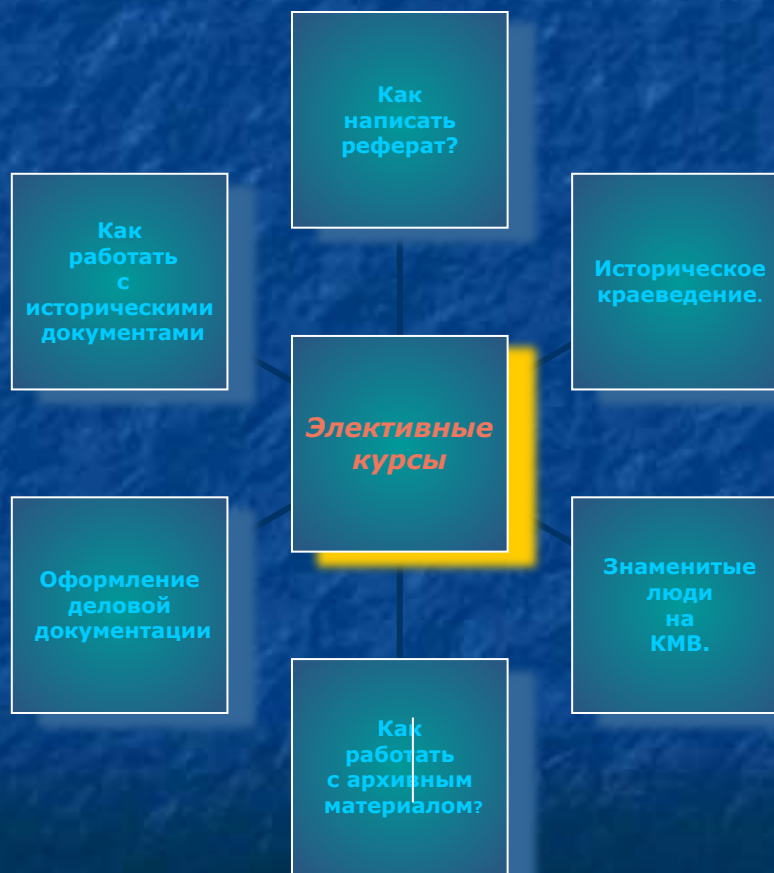 Как
написать
реферат?
Как
работать
с
историческими
документами
Историческое
краеведение.
Элективные
курсы
Оформление
деловой
документации
Знаменитые
люди
на
КМВ.
Как
работать
с архивным
материалом?